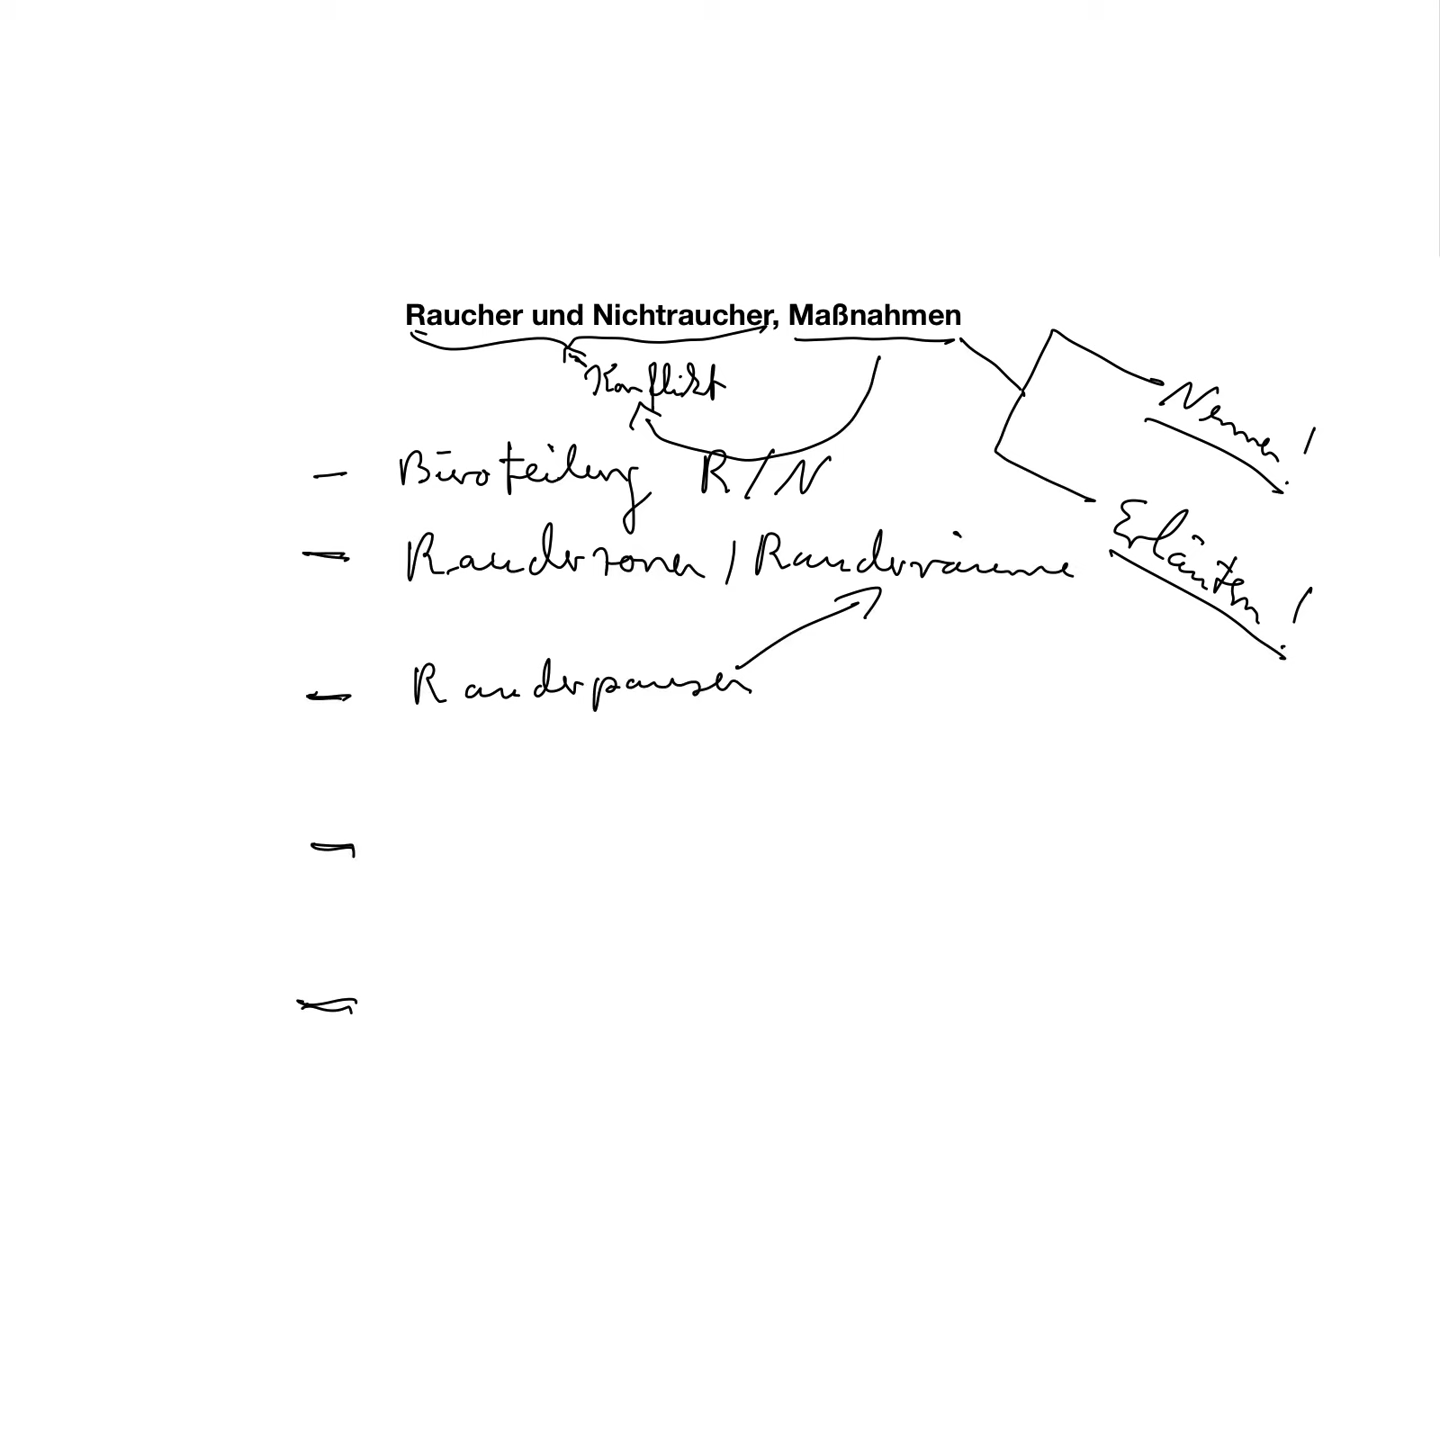 Raucher und Nichtraucher, Maßnahmen
Konflikt
Nennen!
- Büroteilung R/N
- Raucherzonen / Raucherräume
Erläutern!
- Raucherpausen
-
-